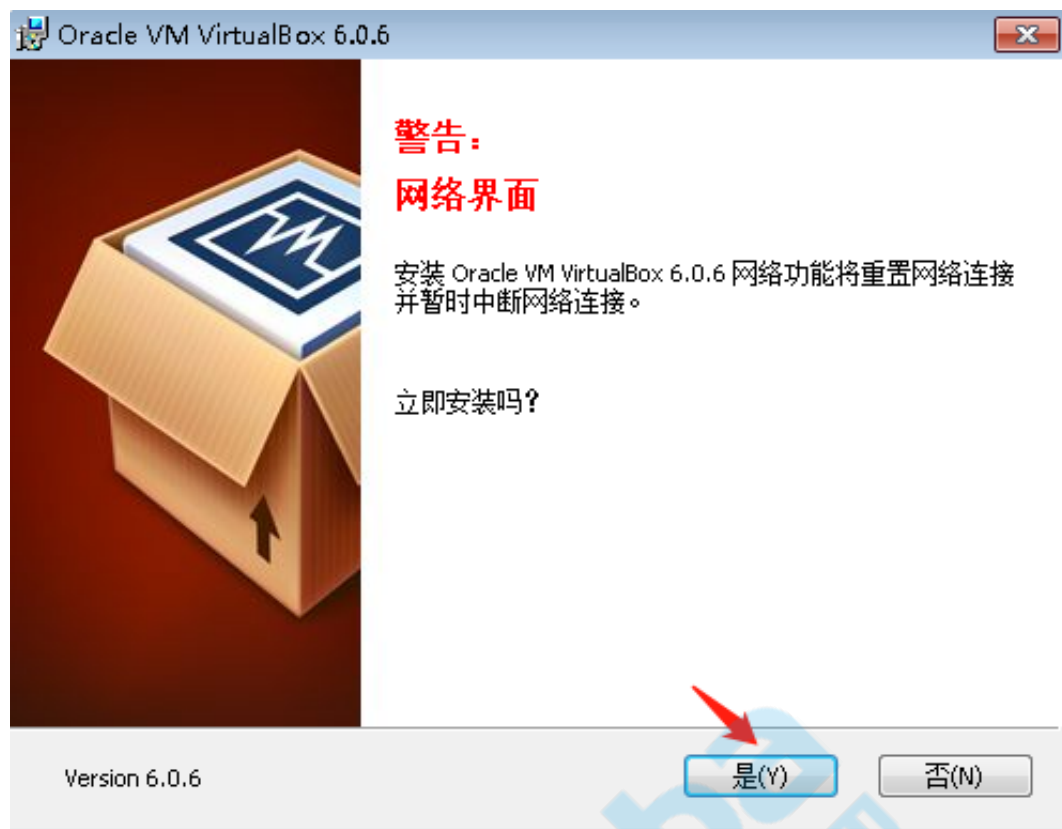 Oracle VM VirtualBox 6.0.6
警告：
网络界面
安装 Oracle VM VirtualBox 6.0.6 网络功能将重置网络连接
并暂时中断网络连接。
立即安装吗?
Version 6.0.6
是(Y)
否(N)